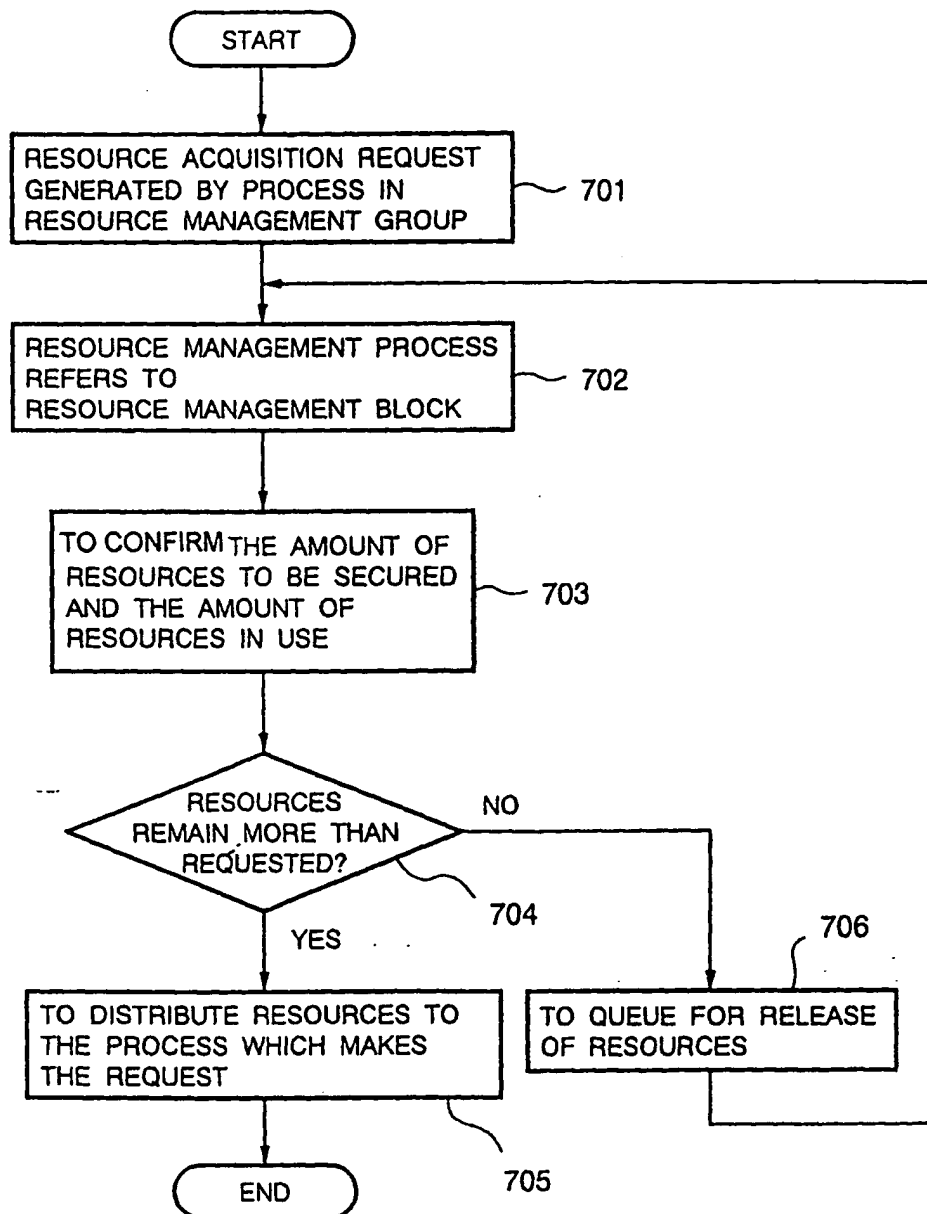 START
RESOURCE ACQUISITION REQUEST
GENERATED BY PROCESS IN
RESOURCE MANAGEMENT GROUP
701
RESOURCE MANAGEMENT PROCESS
REFERS TO
RESOURCE MANAGEMENT BLOCK
702
TO CONFIRM THE AMOUNT OF
RESOURCES TO BE SECURED
AND THE AMOUNT OF
RESOURCES IN USE
703
RESOURCES
REMAIN MORE THAN
REQUESTED?
NO
704
YES
706
TO DISTRIBUTE RESOURCES TO
THE PROCESS WHICH MAKES
THE REQUEST
TO QUEUE FOR RELEASE
OF RESOURCES
705
END